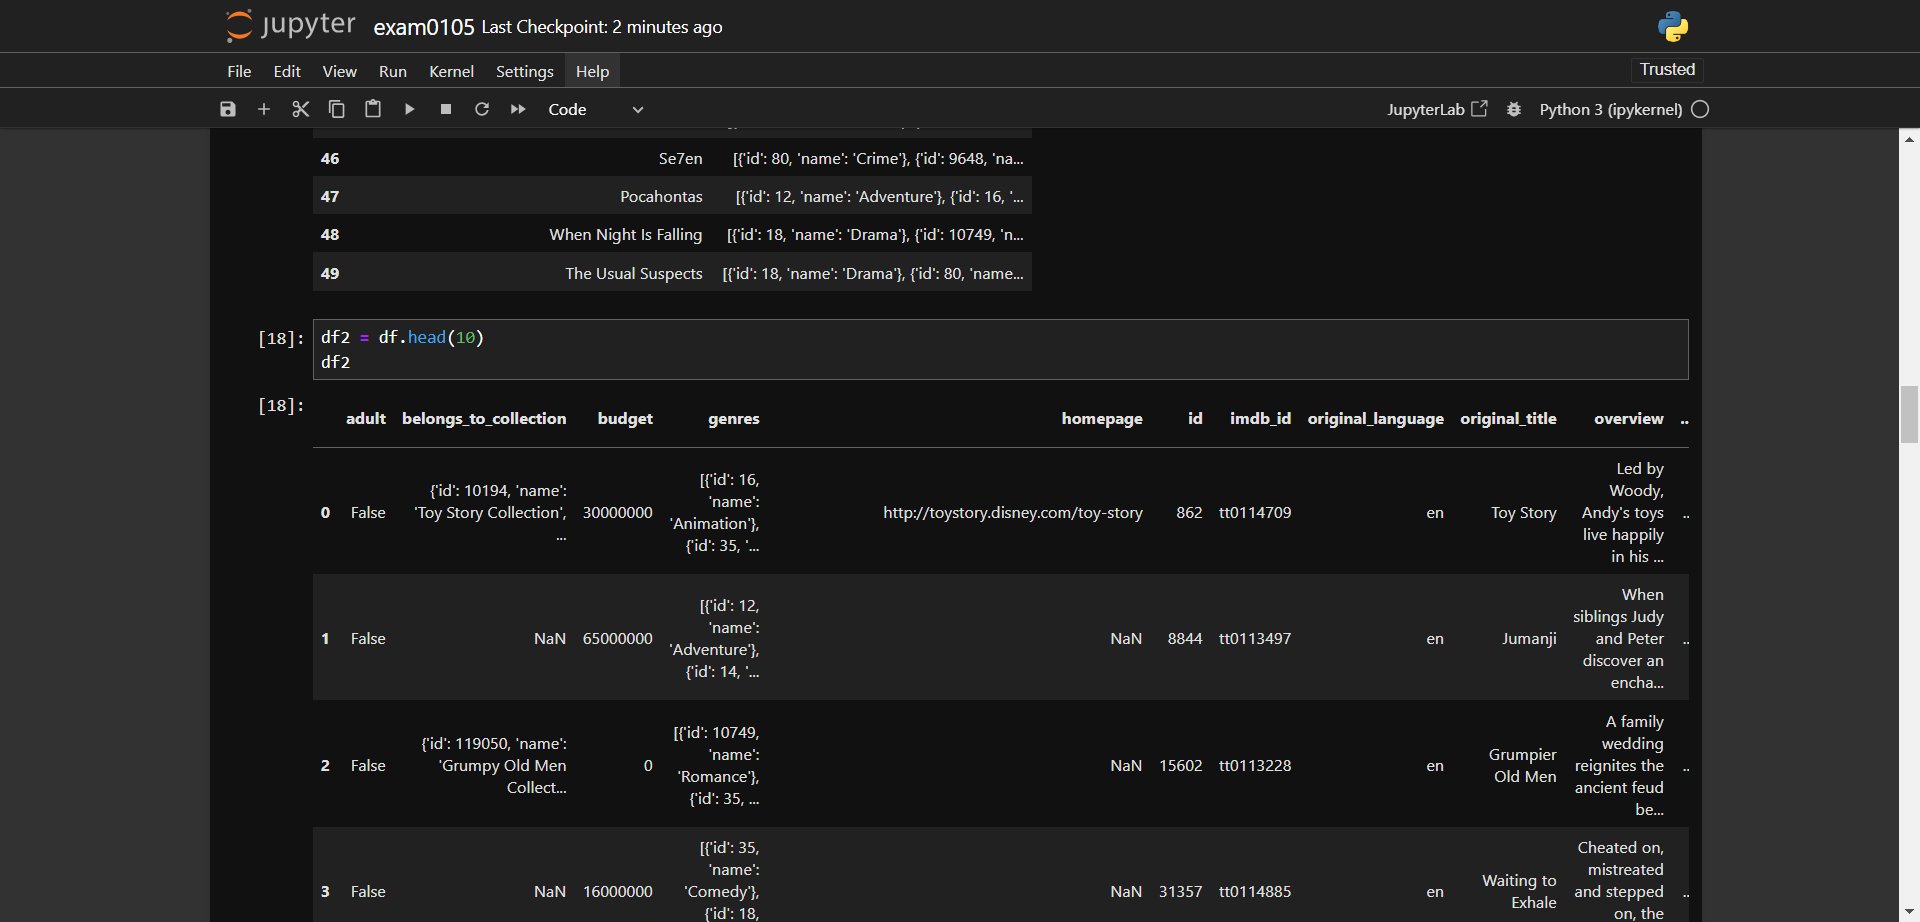 jupyter exam0105 Last Checkpoint: 2 minutes ago
File Edit View Run Kernel Settings Help Trusted
Code JupyterLab Python 3 (ipykernel)
46 Se7en [{'id': 80, 'name': 'Crime'}, {'id': 9648, 'na...
47 Pocahontas [{'id': 12, 'name': 'Adventure'}, {'id': 16, '...
48 When Night Is Falling [{'id': 18, 'name': 'Drama'}, {'id': 10749, 'n...
49 The Usual Suspects [{'id': 18, 'name': 'Drama'}, {'id': 80, 'name...
[18]: df2 = df.head(10)
df2
[18]:
adult belongs_to_collection budget genres homepage id imdb_id original_language original_title overview ..
Led by
[{'id': 16,
{'id': 10194, 'name': 'name': Woody,
0 False 'Toy Story Collection', 30000000 'Animation'}, http://toystory.disney.com/toy-story 862 tt0114709 en Toy Story Andy's toys ..
... {'id': 35, '... live happily
in his ...
When
[{'id': 12, siblings Judy
'name':
1 False NaN 65000000 'Adventure'}, NaN 8844 tt0113497 en Jumanji and Peter ..
{'id': 14, '... discover an
encha...
A family
[{'id': 10749, wedding
{'id': 119050, 'name': 'name': Grumpier
2 False 'Grumpy Old Men 0 'Romance'}, NaN 15602 tt0113228 en Old Men reignites the ..
Collect... {'id': 35, ... ancient feud
be...
[{'id': 35, Cheated on,
'name': mistreated
3 False NaN 16000000 'Comedy'}, NaN 31357 tt0114885 en Waiting to Exhale and stepped ..
{'id': 18, on, the